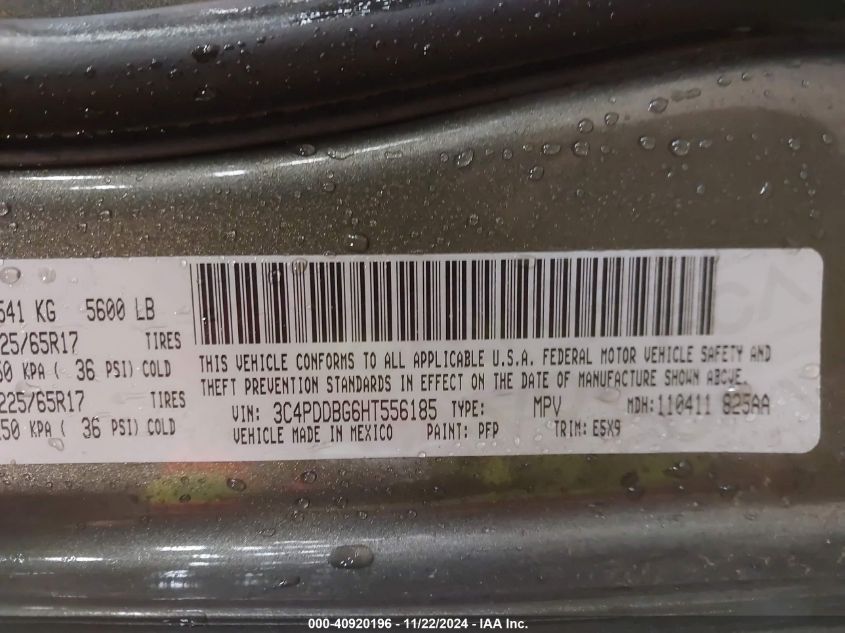 541 KG 5600 LB
25/65R17 TIRES
50 KPA ( 36 PSI) COLD
225/65R17 TIRES
250 KPA ( 36 PSI) COLD
THIS VEHICLE CONFORMS TO ALL APPLICABLE U.S.A. FEDERAL MOTOR VEHICLE SAFETY AND
THEFT PREVENTION STANDARDS IN EFFECT ON THE DATE OF MANUFACTURE SHOWN ABOVE.
VIN: 3C4PDDBG6HT556185 TYPE: MPV MDH:110411 825AA
VEHICLE MADE IN MEXICO PAINT: PFP TRIM: E5X9
000-40920196 - 11/22/2024 - IAA Inc.